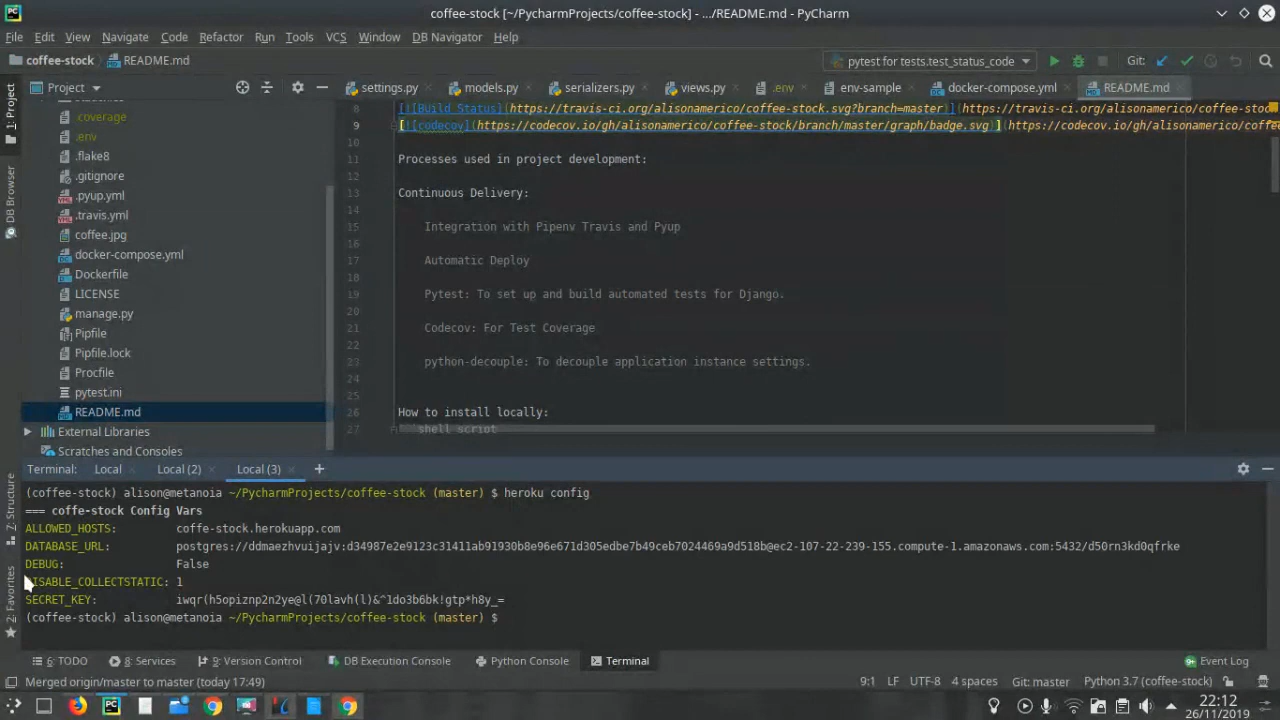 coffee-stock [~/PycharmProjects/coffee-stock] - .../README.md - PyCharm
File Edit View Navigate Code Refactor Run Tools VCS Window DB Navigator Help
coffee-stock README.md pytest for tests.test_status_code Git:
1: Project
DB Browser
Z: Structure
2: Favorites
Project
settings.py models.py serializers.py views.py .env env-sample docker-compose.yml README.md
.coverage
.env
.flake8
.gitignore
.pyup.yml
.travis.yml
coffee.jpg
docker-compose.yml
Dockerfile
LICENSE
manage.py
Pipfile
Pipfile.lock
Procfile
pytest.ini
README.md
External Libraries
Scratches and Consoles
8 [![Build Status](https://travis-ci.org/alisonamerico/coffee-stock.svg?branch=master)](https://travis-ci.org/alisonamerico/coffee-stoc
9 [![codecov](https://codecov.io/gh/alisonamerico/coffee-stock/branch/master/graph/badge.svg)](https://codecov.io/gh/alisonamerico/coffe
10
11 Processes used in project development:
12
13 Continuous Delivery:
14
15 Integration with Pipenv Travis and Pyup
16
17 Automatic Deploy
18
19 Pytest: To set up and build automated tests for Django.
20
21 Codecov: For Test Coverage
22
23 python-decouple: To decouple application instance settings.
24
25
26 How to install locally:
27 shell script
Terminal: Local Local (2) Local (3)
(coffee-stock) alison@metanoia ~/PycharmProjects/coffee-stock (master) $ heroku config
=== coffe-stock Config Vars
ALLOWED_HOSTS: coffe-stock.herokuapp.com
DATABASE_URL: postgres://ddmaezhvuijajv:d34987e2e9123c31411ab91930b8e96e671d305edbe7b49ceb7024469a9d518b@ec2-107-22-239-155.compute-1.amazonaws.com:5432/d50rn3kd0qfrke
DEBUG: False
DISABLE_COLLECTSTATIC: 1
SECRET_KEY: iwqr(h5opiznp2n2ye@l(70lavh(l)&^1do3b6bk!gtp*h8y_=
(coffee-stock) alison@metanoia ~/PycharmProjects/coffee-stock (master) $
6: TODO 8: Services 9: Version Control DB Execution Console Python Console Terminal Event Log
Merged origin/master to master (today 17:49) 9:1 LF UTF-8 4 spaces Git: master Python 3.7 (coffee-stock)
22:12
26/11/2019